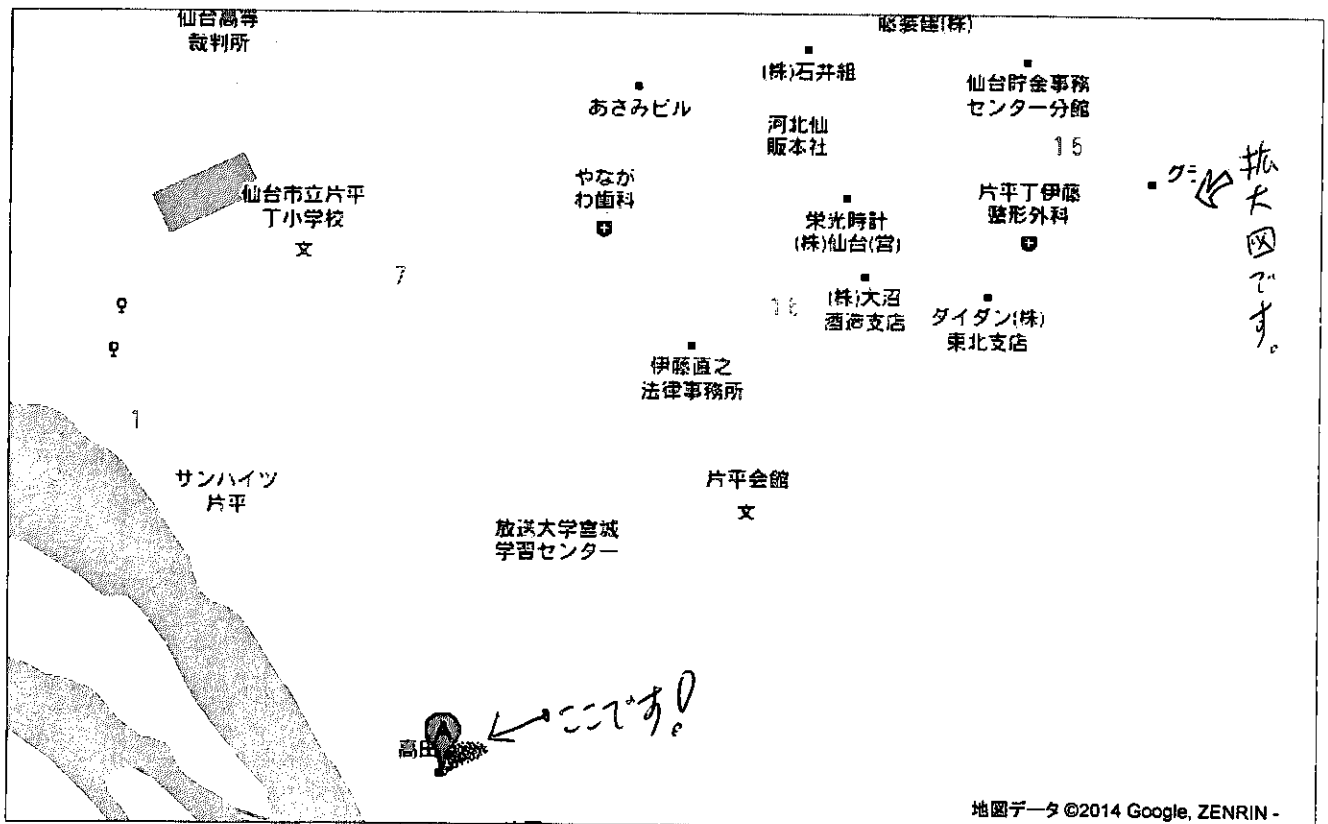 仙台高等
裁判所
(株)石井組
仙台貯金事務
センター分館
あさみビル
河北仙
販本社
15
グミ
拡大図です。
仙台市立片平
丁小学校
文
やなが
わ歯科
栄光時計
(株)仙台(営)
片平丁伊藤
整形外科
7
(株)大沼
酒造支店
ダイダン(株)
東北支店
伊藤直之
法律事務所
1
サンハイツ
片平
片平会館
文
放送大学宮城
学習センター
ここです!
高田
A
地図データ ©2014 Google, ZENRIN -